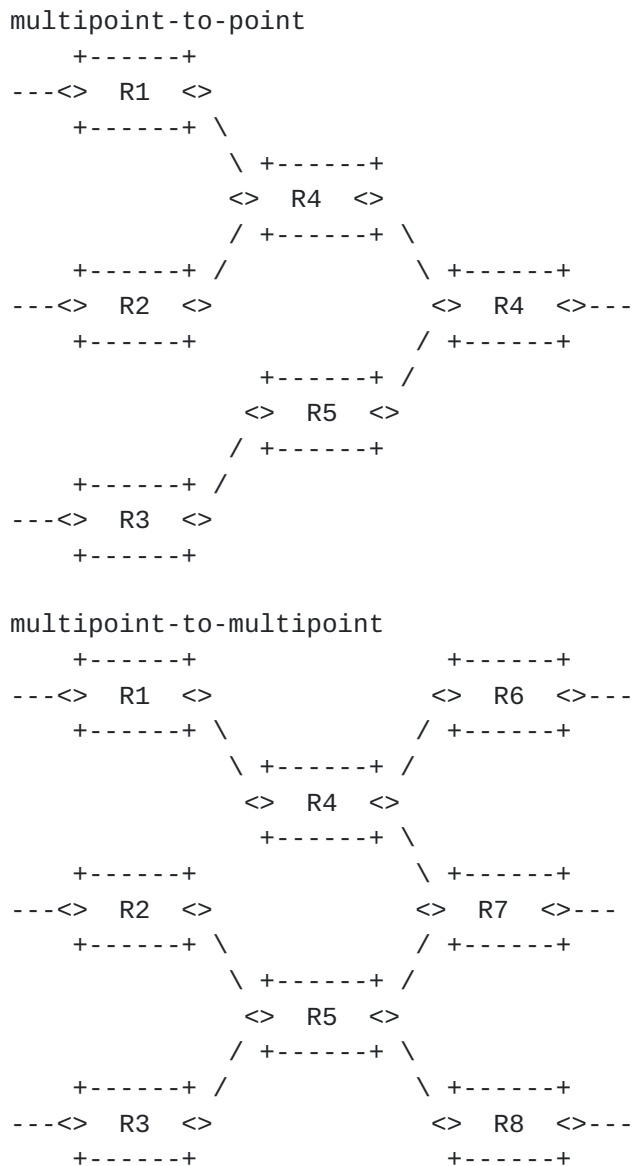 multipoint-to-point
    +------+
---<>  R1  <>
    +------+ \
              \ +------+
              <>  R4  <>
              / +------+ \
    +------+ /            \ +------+
---<>  R2  <>              <>  R4  <>---
    +------+              / +------+
                +------+ /
               <>  R5  <>
              / +------+
    +------+ /
---<>  R3  <>
    +------+

multipoint-to-multipoint
    +------+                +------+
---<>  R1  <>              <>  R6  <>---
    +------+ \            / +------+
              \ +------+ /
               <>  R4  <>
                +------+ \
    +------+              \ +------+
---<>  R2  <>             <>  R7  <>---
    +------+ \            / +------+
              \ +------+ /
               <>  R5  <>
              / +------+ \
    +------+ /            \ +------+
---<>  R3  <>              <>  R8  <>---
    +------+                +------+